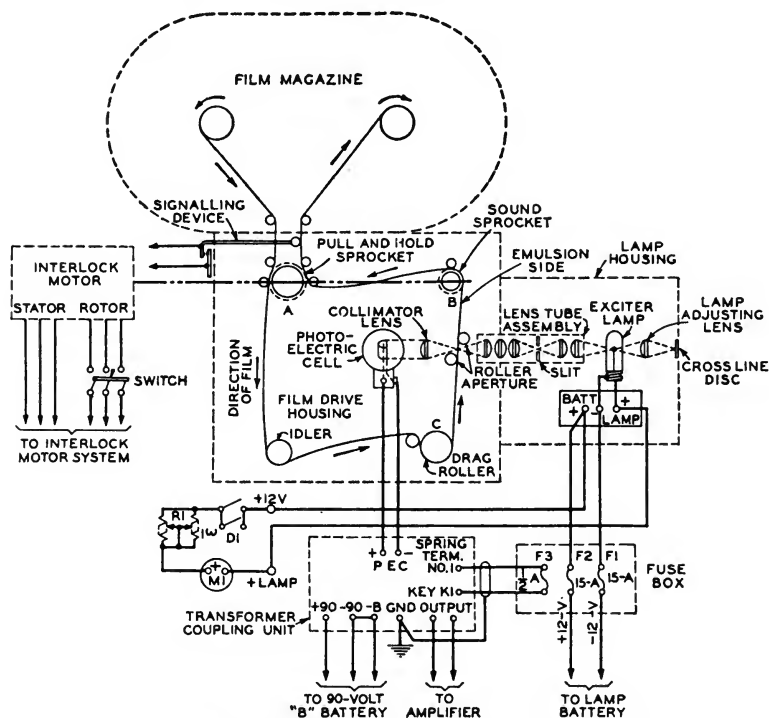 FILM MAGAZINE
SIGNALLING
DEVICE
PULL AND HOLD
SPROCKET
SOUND
SPROCKET
EMULSION
SIDE
LAMP
HOUSING
INTERLOCK
MOTOR
STATOR ROTOR
A
B
COLLIMATOR
LENS
LENS TUBE
ASSEMBLY
EXCITER
LAMP
LAMP
ADJUSTING
LENS
PHOTO-
ELECTRIC
CELL
ROLLER
APERTURE
SLIT
CROSS LINE
DISC
SWITCH
DIRECTION
OF FILM
FILM DRIVE HOUSING
IDLER
C
DRAG
ROLLER
BATT
+ - LAMP +
TO INTERLOCK
MOTOR SYSTEM
R1
1ω
D1
+12V
+
M1
+LAMP
+ PEC -
SPRING
TERM.
NO.1
KEY K1
F3
1/2 A
F2
15-A
F1
15-A
FUSE
BOX
TRANSFORMER
COUPLING UNIT
+90 -90 -B GND OUTPUT
+12-V.
-12-V.
TO 90-VOLT
"B" BATTERY
TO
AMPLIFIER
TO LAMP
BATTERY